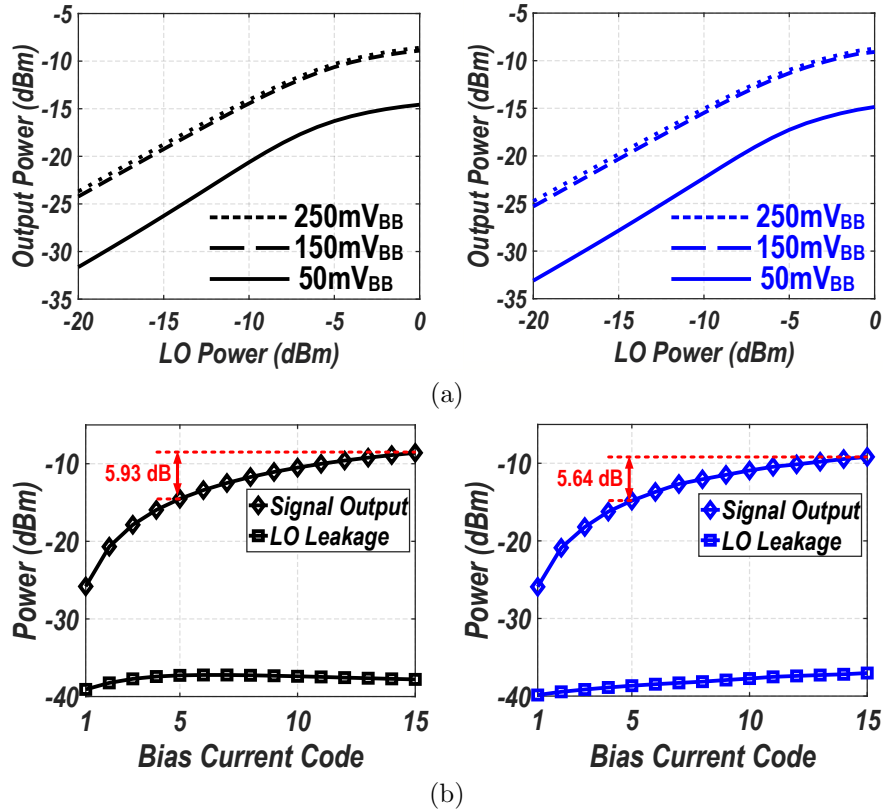 -5
-10
-15
-20
-25
-30
-35
Output Power (dBm)
250mVBB
150mVBB
50mVBB
-20
-15
-10
-5
0
LO Power (dBm)
-5
-10
-15
-20
-25
-30
-35
Output Power (dBm)
250mVBB
150mVBB
50mVBB
-20
-15
-10
-5
0
LO Power (dBm)
(a)
-10
-20
-30
-40
Power (dBm)
5.93 dB
Signal Output
LO Leakage
1
5
10
15
Bias Current Code
-10
-20
-30
-40
Power (dBm)
5.64 dB
Signal Output
LO Leakage
1
5
10
15
Bias Current Code
(b)